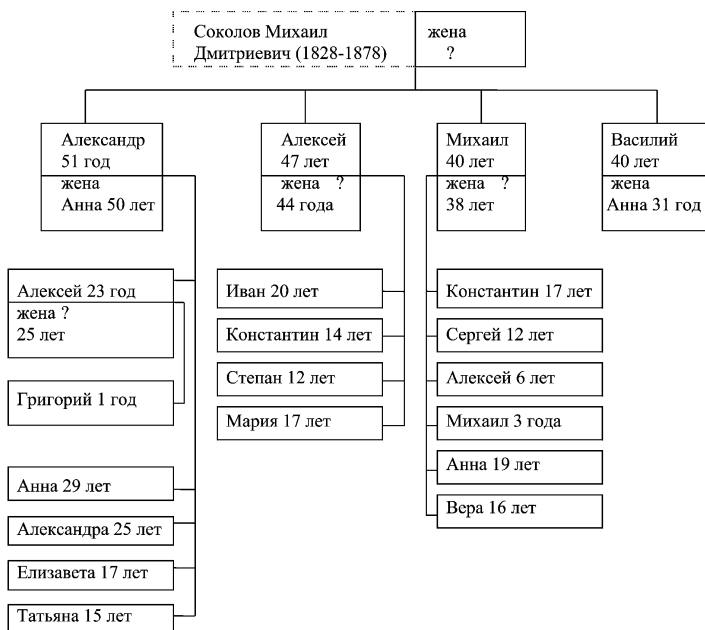 Соколов Михаил
Дмитриевич (1828-1878)
жена
?
Александр
51 год
жена
Анна 50 лет
Алексей
47 лет
жена ?
44 года
Михаил
40 лет
жена ?
38 лет
Василий
40 лет
жена
Анна 31 год
Алексей 23 год
жена ?
25 лет
Григорий 1 год
Анна 29 лет
Александра 25 лет
Елизавета 17 лет
Татьяна 15 лет
Иван 20 лет
Константин 14 лет
Степан 12 лет
Мария 17 лет
Константин 17 лет
Сергей 12 лет
Алексей 6 лет
Михаил 3 года
Анна 19 лет
Вера 16 лет